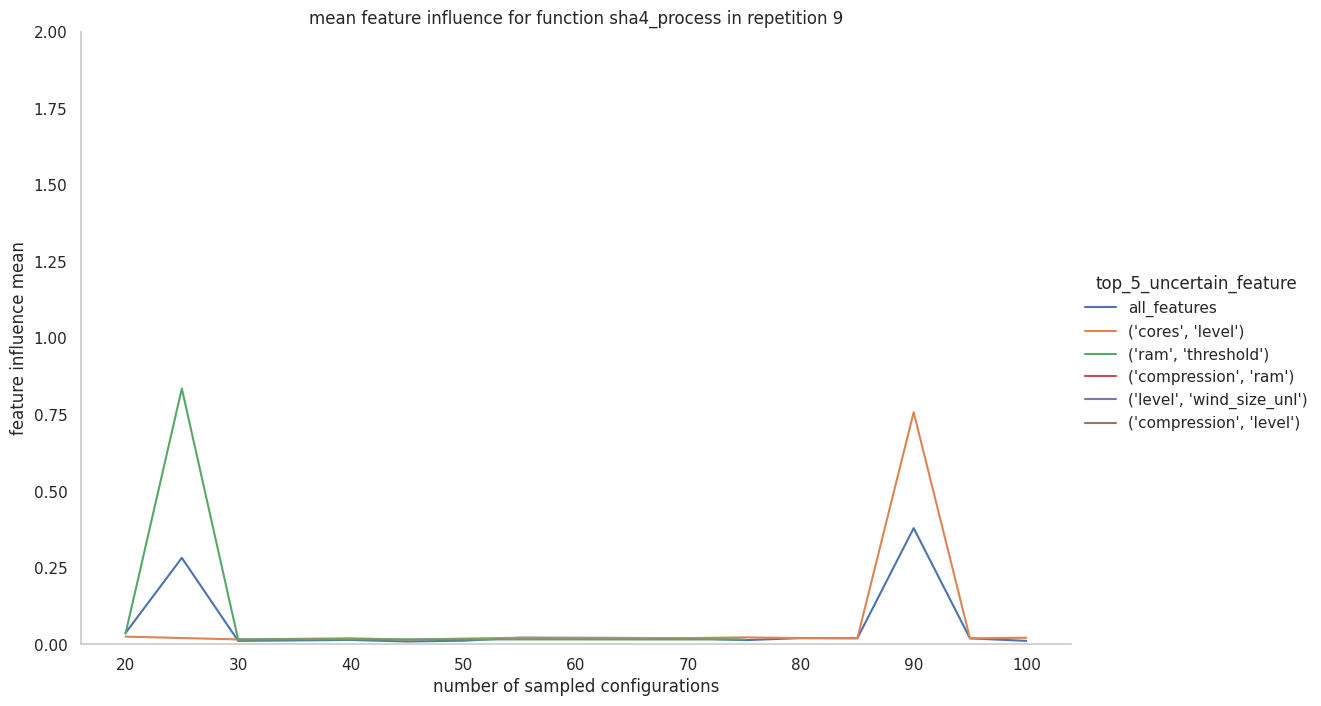 mean feature influence for function sha4_process in repetition 9
2.00
1.75
1.50
1.25
1.00
0.75
0.50
0.25
0.00
feature influence mean
20 30 40 50 60 70 80 90 100
number of sampled configurations
top_5_uncertain_feature
all_features
('cores', 'level')
('ram', 'threshold')
('compression', 'ram')
('level', 'wind_size_unl')
('compression', 'level')